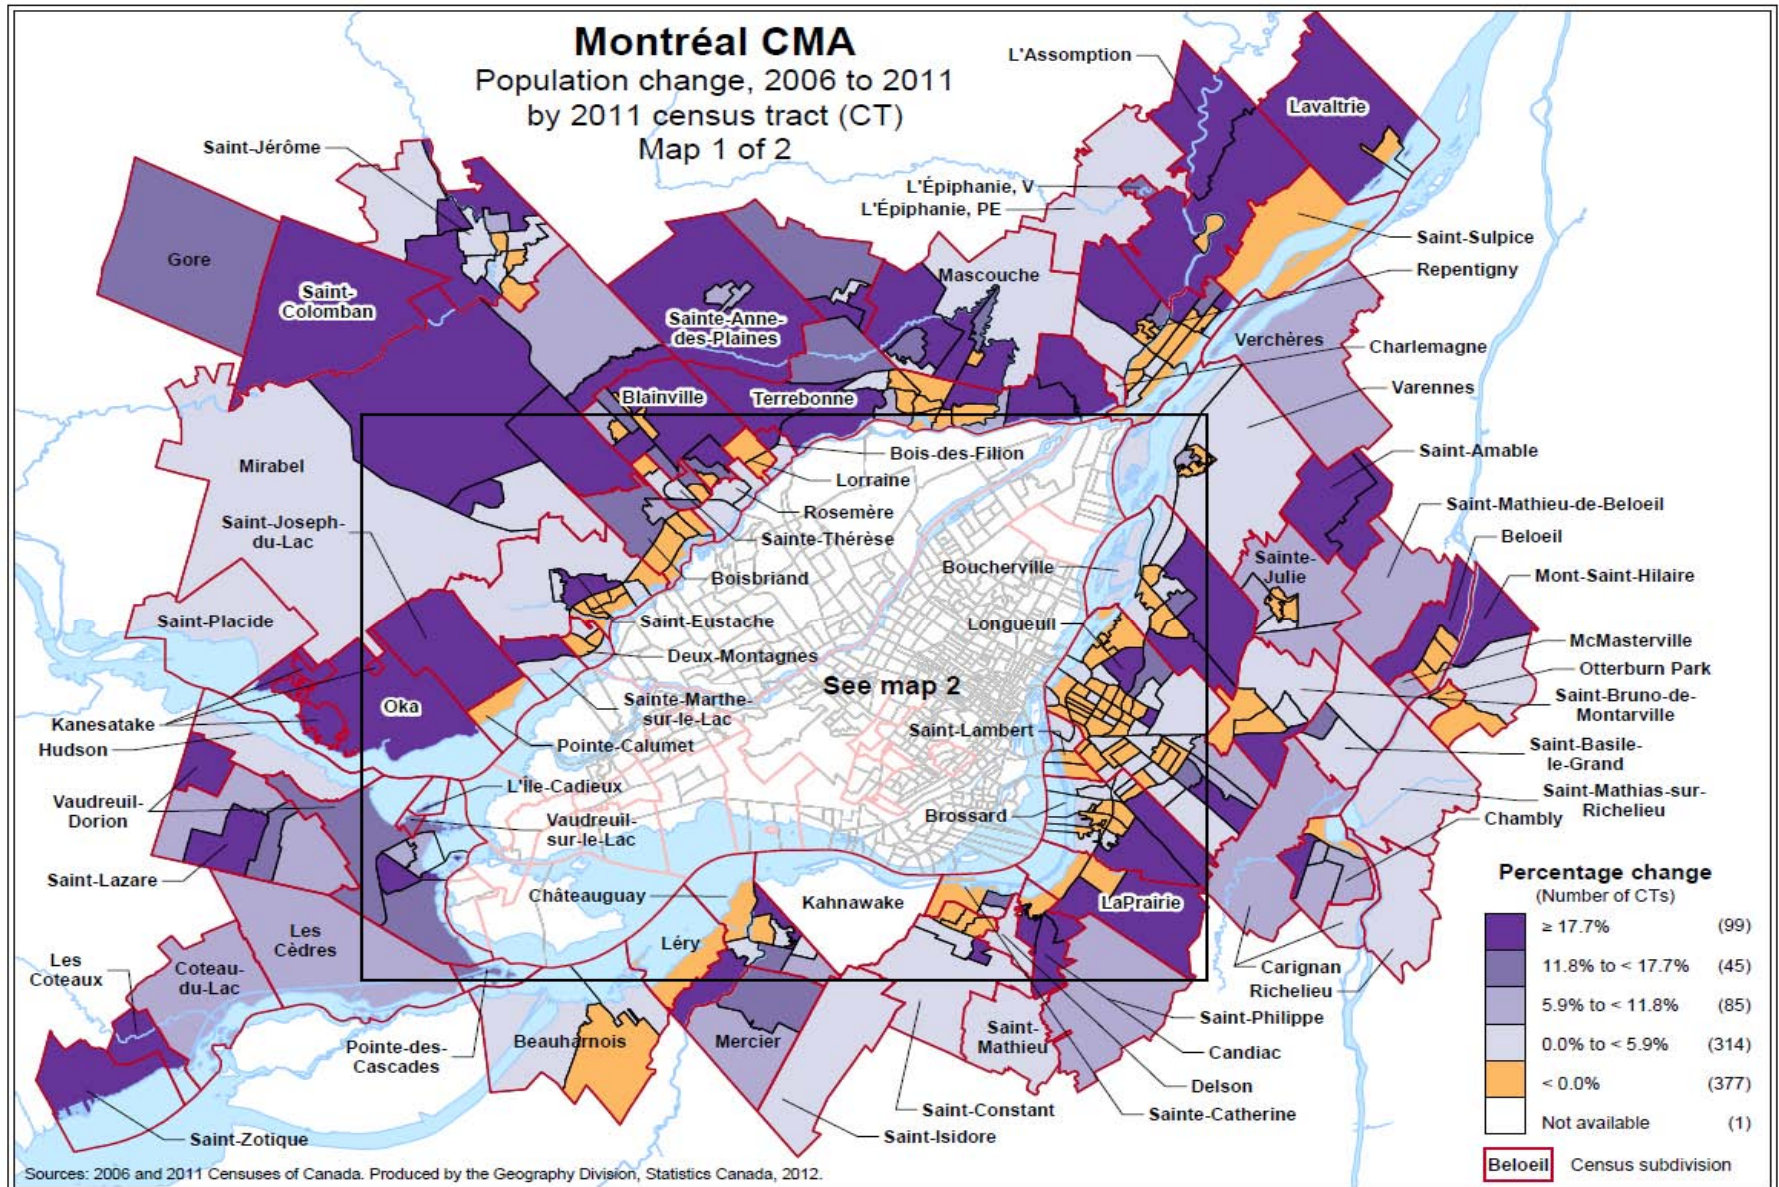 Montréal CMA
Population change, 2006 to 2011
by 2011 census tract (CT)
Map 1 of 2
L'Assomption
Lavaltrie
Saint-Jérôme
L'Épiphanie, V
L'Épiphanie, PE
Saint-Sulpice
Gore
Repentigny
Mascouche
Saint-
Colomban
Sainte-Anne-
des-Plaines
Verchères
Charlemagne
Varennes
Blainville
Terrebonne
Saint-Amable
Bois-des-Filion
Mirabel
Lorraine
Saint-Mathieu-de-Beloeil
Rosemère
Saint-Joseph-
du-Lac
Beloeil
Sainte-Thérèse
Sainte-
Julie
Boucherville
Boisbriand
Mont-Saint-Hilaire
Saint-Placide
Saint-Eustache
Longueuil
McMasterville
Deux-Montagnes
Otterburn Park
See map 2
Sainte-Marthe-
sur-le-Lac
Saint-Bruno-de-
Montarville
Oka
Kanesatake
Saint-Lambert
Hudson
Pointe-Calumet
Saint-Basile-
le-Grand
L'Île-Cadieux
Saint-Mathias-sur-
Richelieu
Vaudreuil-
Dorion
Vaudreuil-
sur-le-Lac
Brossard
Chambly
Saint-Lazare
Châteauguay
Kahnawake
LaPrairie
Percentage change
(Number of CTs)
≥ 17.7% (99)
11.8% to < 17.7% (45)
5.9% to < 11.8% (85)
0.0% to < 5.9% (314)
< 0.0% (377)
Not available (1)
Beloeil Census subdivision
Les
Cèdres
Léry
Les
Coteaux
Coteau-
du-Lac
Carignan
Richelieu
Saint-Philippe
Pointe-des-
Cascades
Beauharnois
Mercier
Saint-
Mathieu
Candiac
Delson
Saint-Constant
Sainte-Catherine
Saint-Zotique
Saint-Isidore
Sources: 2006 and 2011 Censuses of Canada. Produced by the Geography Division, Statistics Canada, 2012.